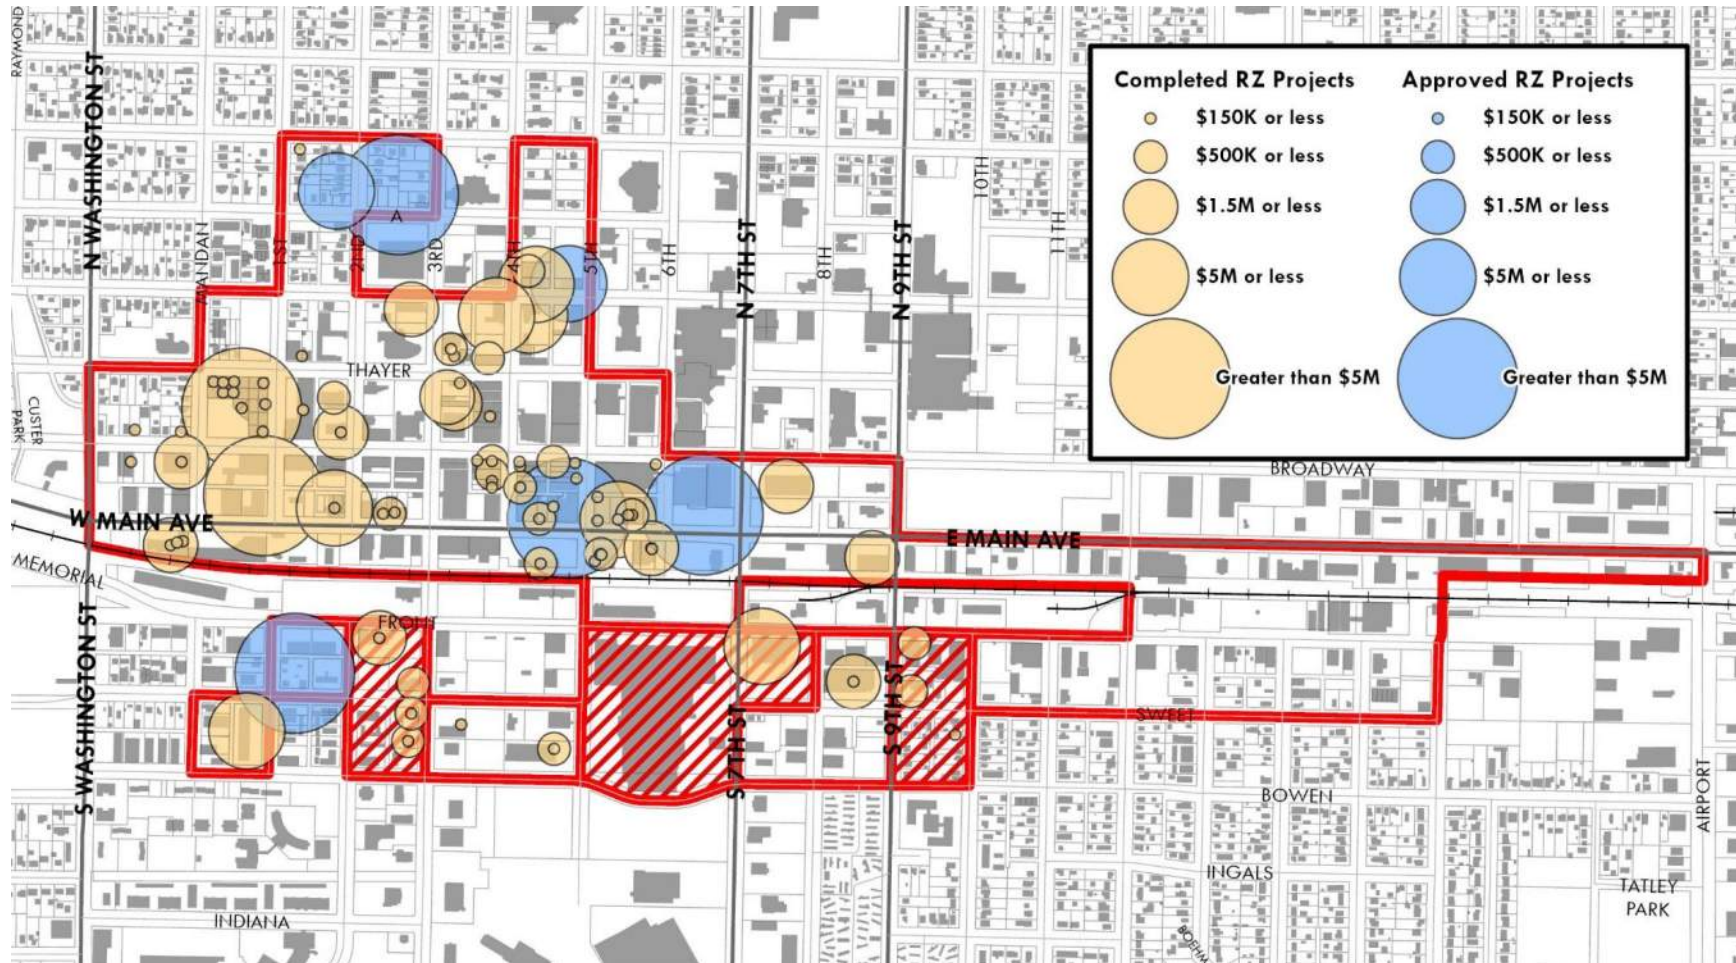 RAYMOND
N WASHINGTON ST
Completed RZ Projects
$150K or less
$500K or less
$1.5M or less
$5M or less
Greater than $5M
Approved RZ Projects
$150K or less
$500K or less
$1.5M or less
$5M or less
Greater than $5M
MANDAN
1ST
2ND
A
3RD
4TH
5TH
6TH
N 7TH ST
8TH
N 9TH ST
10TH
11TH
THAYER
CUSTER
PARK
BROADWAY
W MAIN AVE
E MAIN AVE
MEMORIAL
FRONT
S WASHINGTON ST
S 7TH ST
S 9TH ST
SWEET
BOWEN
AIRPORT
INGALS
TATLEY
PARK
INDIANA
BOEHM